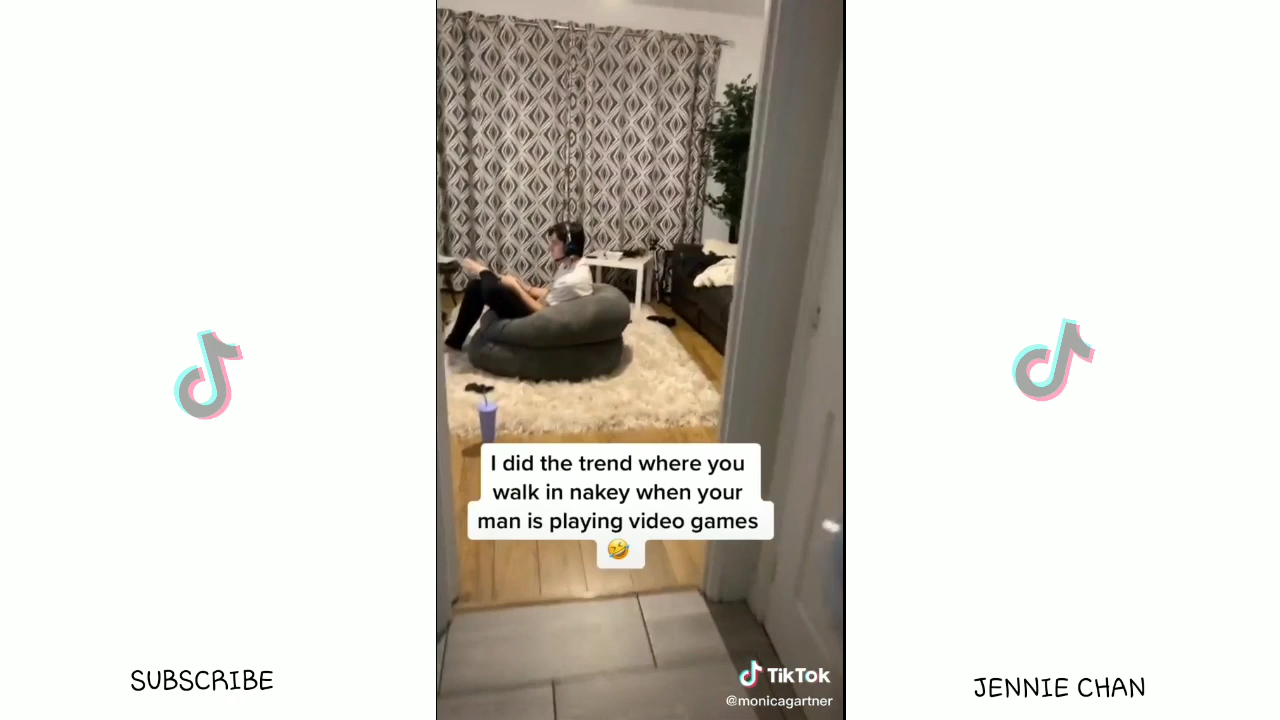 I did the trend where you
walk in nakey when your
man is playing video games
🤣
TikTok
@monicagartner
SUBSCRIBE
JENNIE CHAN